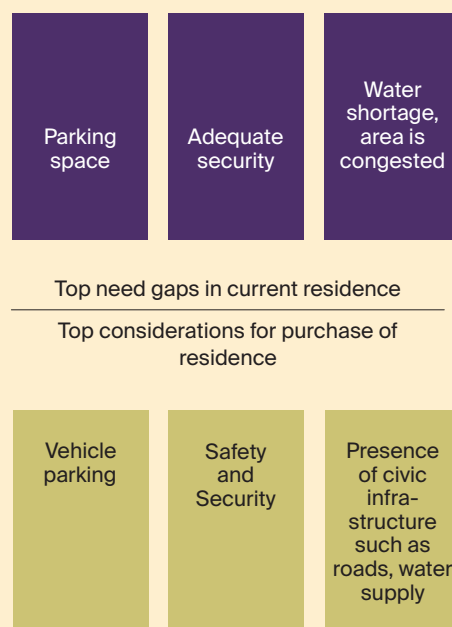 Parking
space
Adequate
security
Water
shortage,
area is
congested
Top need gaps in current residence
Top considerations for purchase of
residence
Vehicle
parking
Safety
and
Security
Presence
of civic
infra-
structure
such as
roads, water
supply